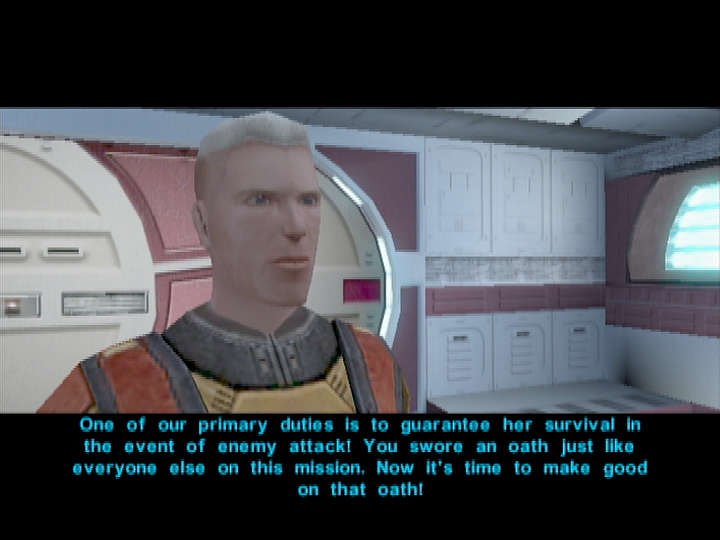 One of our primary duties is to guarantee her survival in
the event of enemy attack! You swore an oath just like
everyone else on this mission. Now it's time to make good
on that oath!